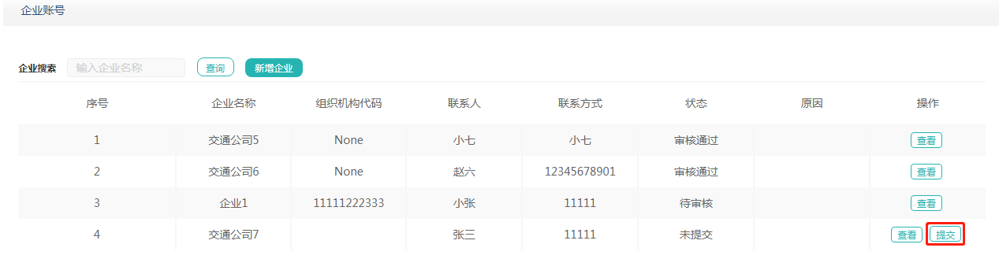 企业账号
企业搜索 输入企业名称 查询 新增企业
序号 企业名称 组织机构代码 联系人 联系方式 状态 原因 操作
1 交通公司5 None 小七 小七 审核通过 查看
2 交通公司6 None 赵六 12345678901 审核通过 查看
3 企业1 11111222333 小张 11111 待审核 查看
4 交通公司7 张三 11111 未提交 查看 提交